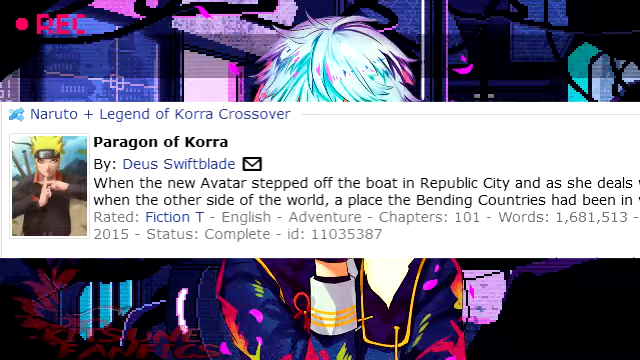 REC
Naruto + Legend of Korra Crossover
Paragon of Korra
By: Deus Swiftblade
When the new Avatar stepped off the boat in Republic City and as she deals
when the other side of the world, a place the Bending Countries had been in
Rated: Fiction T - English - Adventure - Chapters: 101 - Words: 1,681,513 -
2015 - Status: Complete - id: 11035387
KITSUNE
FANFICS